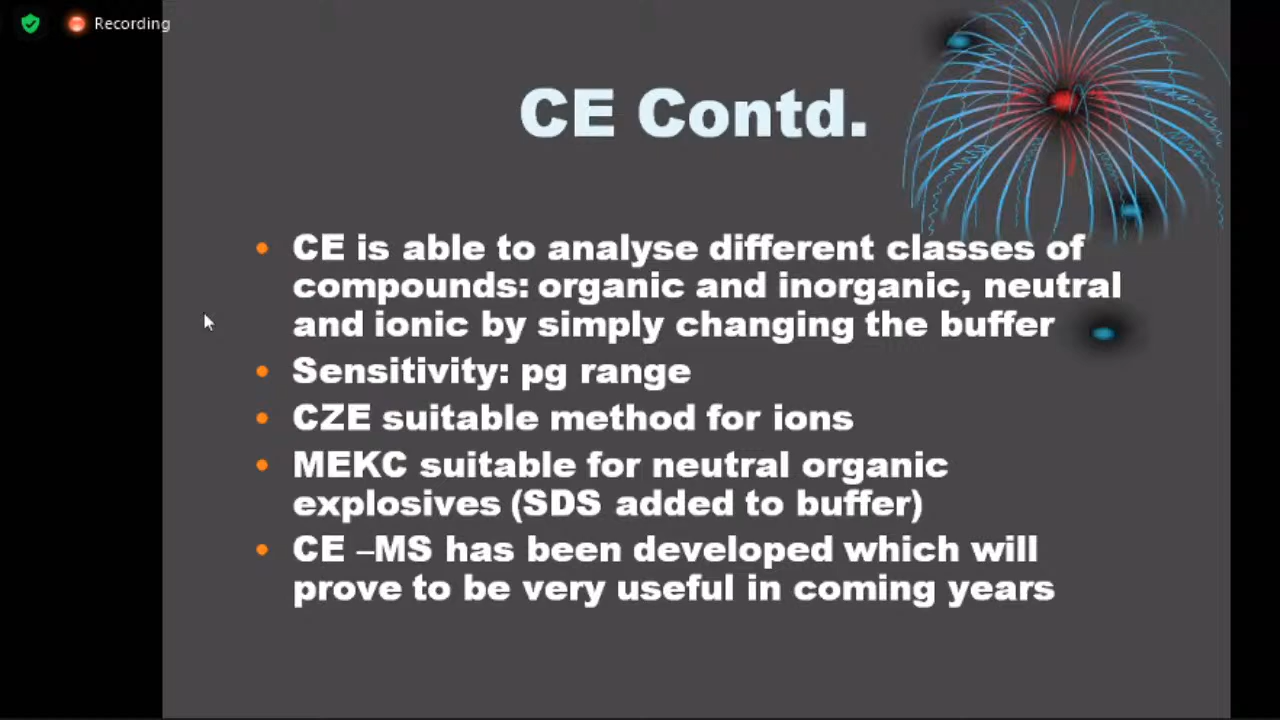 Recording
CE Contd.
• CE is able to analyse different classes of
compounds: organic and inorganic, neutral
and ionic by simply changing the buffer
• Sensitivity: pg range
• CZE suitable method for ions
• MEKC suitable for neutral organic
explosives (SDS added to buffer)
• CE –MS has been developed which will
prove to be very useful in coming years